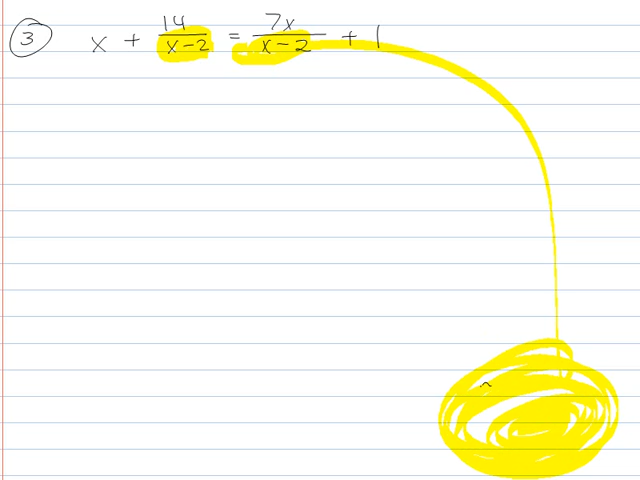 ③ x + 14/(x-2) = 7x/(x-2) + 1